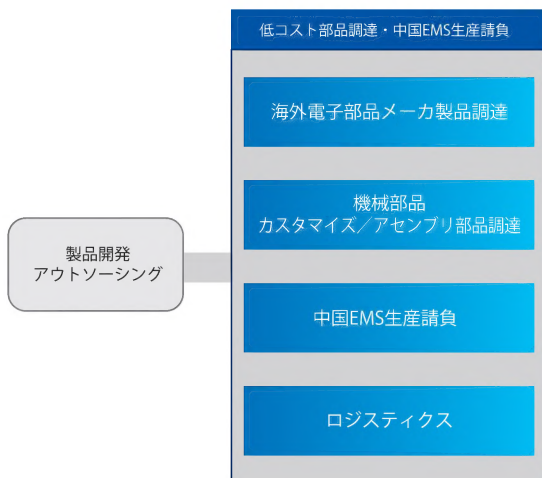 低コスト部品調達・中国EMS生産請負
海外電子部品メーカ製品調達
機械部品
カスタマイズ／アセンブリ部品調達
製品開発
アウトソーシング
中国EMS生産請負
ロジスティクス